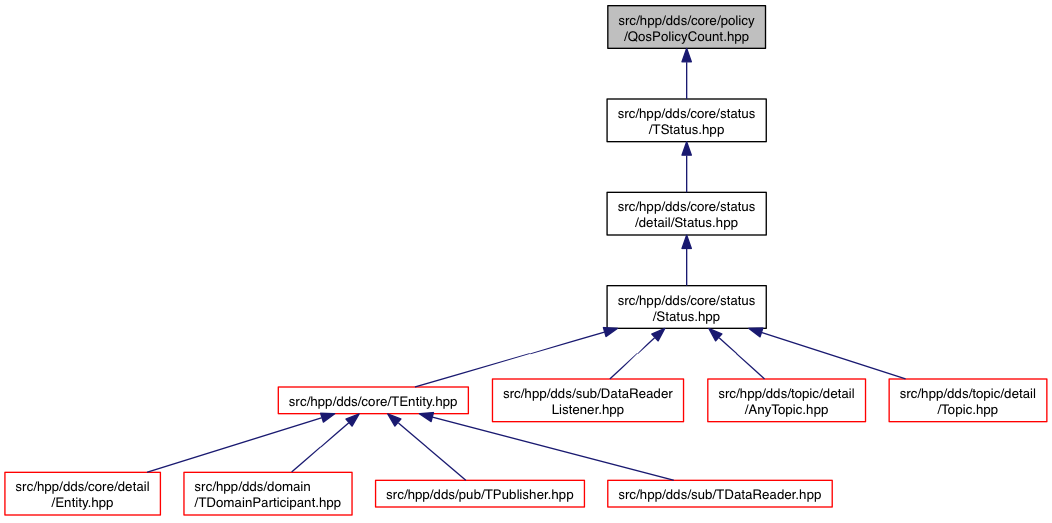 src/hpp/dds/core/policy
/QosPolicyCount.hpp
src/hpp/dds/core/status
/TStatus.hpp
src/hpp/dds/core/status
/detail/Status.hpp
src/hpp/dds/core/status
/Status.hpp
src/hpp/dds/core/TEntity.hpp
src/hpp/dds/sub/DataReader
Listener.hpp
src/hpp/dds/topic/detail
/AnyTopic.hpp
src/hpp/dds/topic/detail
/Topic.hpp
src/hpp/dds/core/detail
/Entity.hpp
src/hpp/dds/domain
/TDomainParticipant.hpp
src/hpp/dds/pub/TPublisher.hpp
src/hpp/dds/sub/TDataReader.hpp